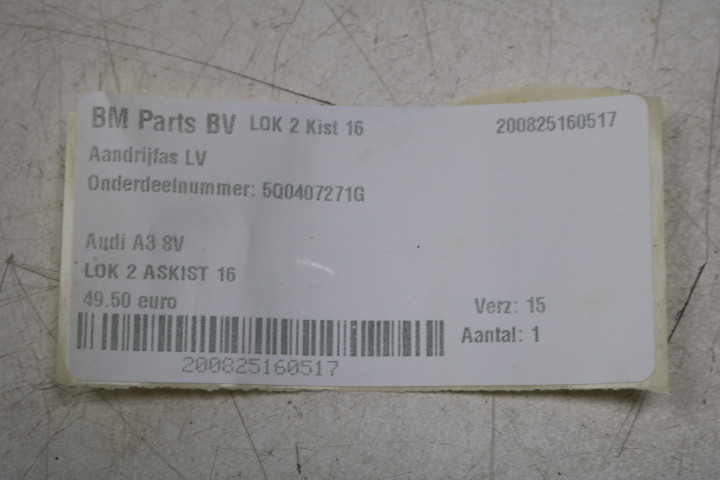 BM Parts BV LOK 2 Kist 16 200825160517
Aandrijfas LV
Onderdeelnummer: 5Q0407271G
Audi A3 8V
LOK 2 ASKIST 16
49.50 euro Verz: 15
Aantal: 1
200825160517